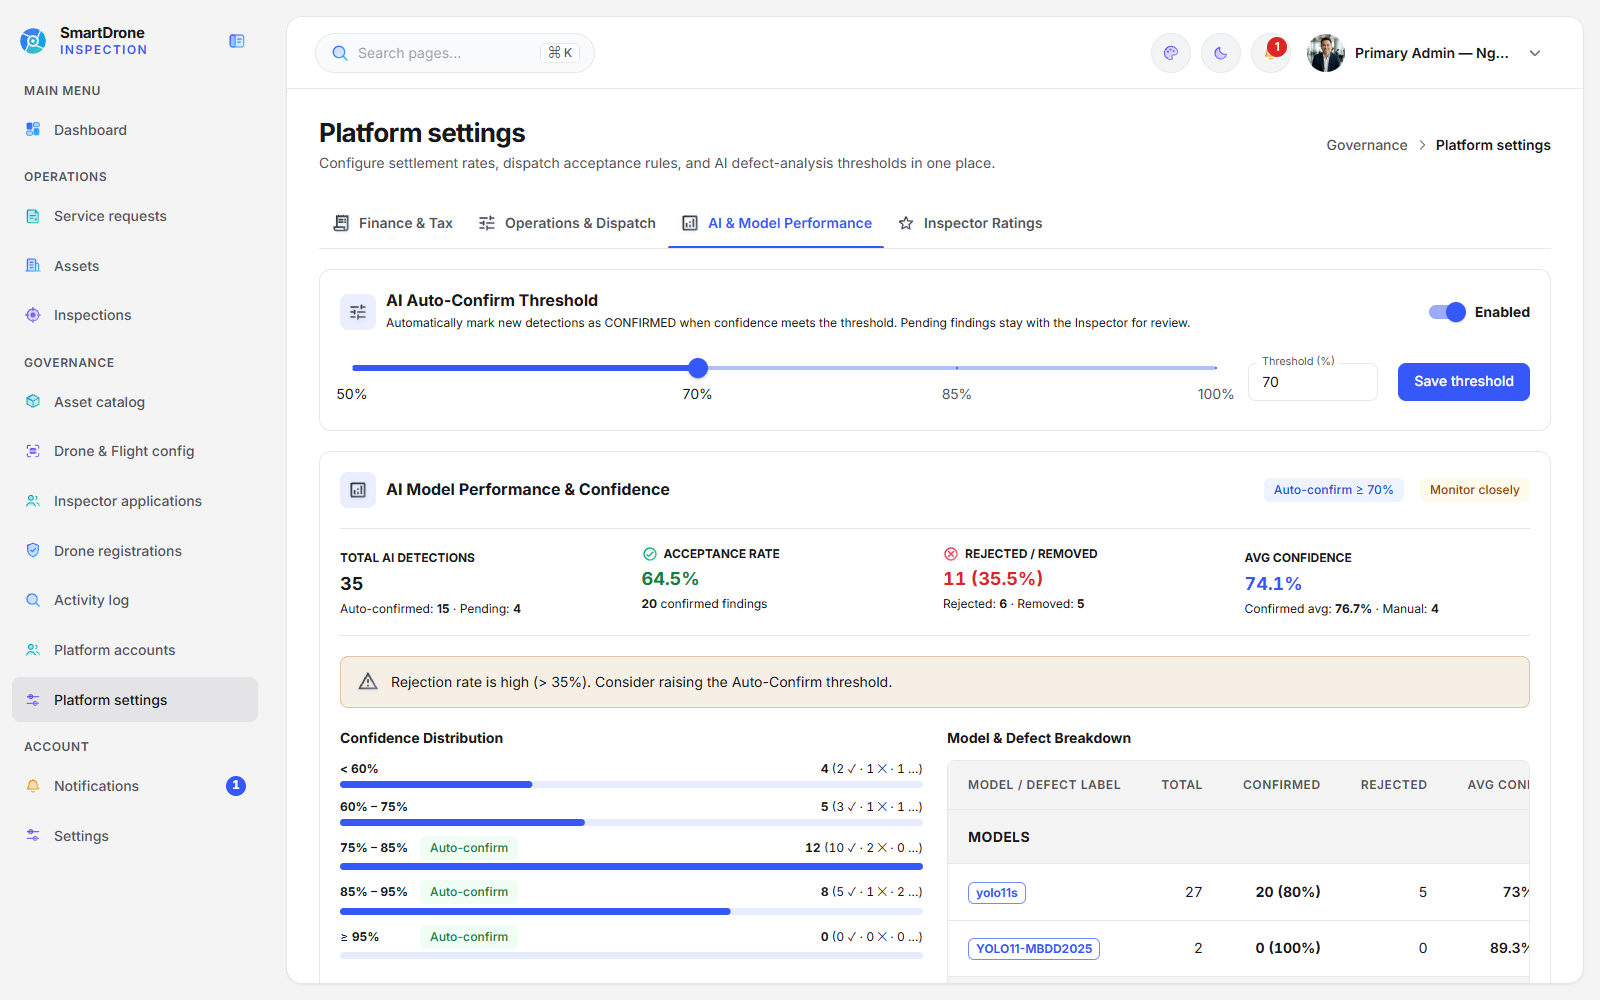 SmartDrone
INSPECTION
MAIN MENU
Dashboard
OPERATIONS
Service requests
Assets
Inspections
GOVERNANCE
Asset catalog
Drone & Flight config
Inspector applications
Drone registrations
Activity log
Platform accounts
Platform settings
ACCOUNT
Notifications 1
Settings
Search pages... ⌘ K
1
Primary Admin — Ng...
Platform settings
Configure settlement rates, dispatch acceptance rules, and AI defect-analysis thresholds in one place.
Governance > Platform settings
Finance & Tax
Operations & Dispatch
AI & Model Performance
Inspector Ratings
AI Auto-Confirm Threshold
Automatically mark new detections as CONFIRMED when confidence meets the threshold. Pending findings stay with the Inspector for review.
Enabled
50% 70% 85% 100%
Threshold (%)
70
Save threshold
AI Model Performance & Confidence
Auto-confirm ≥ 70%
Monitor closely
TOTAL AI DETECTIONS
35
Auto-confirmed: 15 · Pending: 4
ACCEPTANCE RATE
64.5%
20 confirmed findings
REJECTED / REMOVED
11 (35.5%)
Rejected: 6 · Removed: 5
AVG CONFIDENCE
74.1%
Confirmed avg: 76.7% · Manual: 4
Rejection rate is high (> 35%). Consider raising the Auto-Confirm threshold.
Confidence Distribution
< 60% 4 (2 ✓ · 1 ✕ · 1 ...)
60% – 75% 5 (3 ✓ · 1 ✕ · 1 ...)
75% – 85% Auto-confirm 12 (10 ✓ · 2 ✕ · 0 ...)
85% – 95% Auto-confirm 8 (5 ✓ · 1 ✕ · 2 ...)
≥ 95% Auto-confirm 0 (0 ✓ · 0 ✕ · 0 ...)
Model & Defect Breakdown
MODEL / DEFECT LABEL TOTAL CONFIRMED REJECTED AVG CON
MODELS
yolo11s 27 20 (80%) 5 73%
YOLO11-MBDD2025 2 0 (100%) 0 89.3%